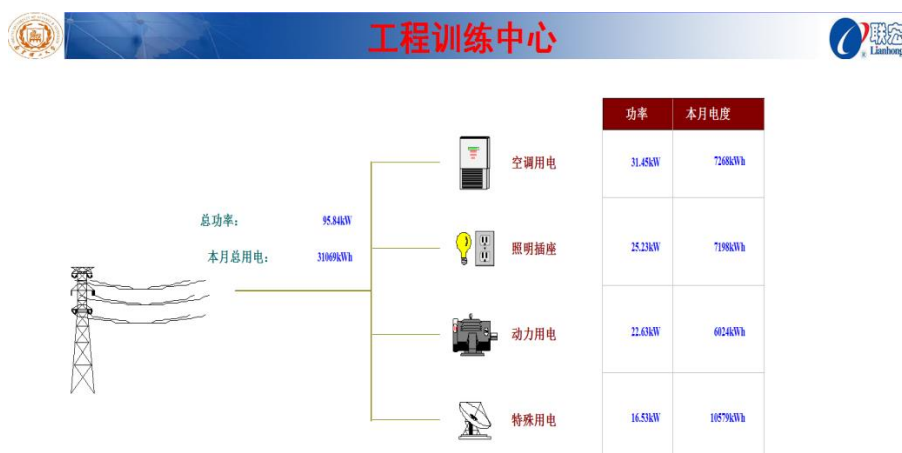 工程训练中心
联宏
Lianhong
功率 本月电度
空调用电 31.45kW 7268kWh
总功率: 95.84kW
照明插座 25.23kW 7198kWh
本月总用电: 31069kWh
动力用电 22.63kW 6024kWh
特殊用电 16.53kW 10579kWh